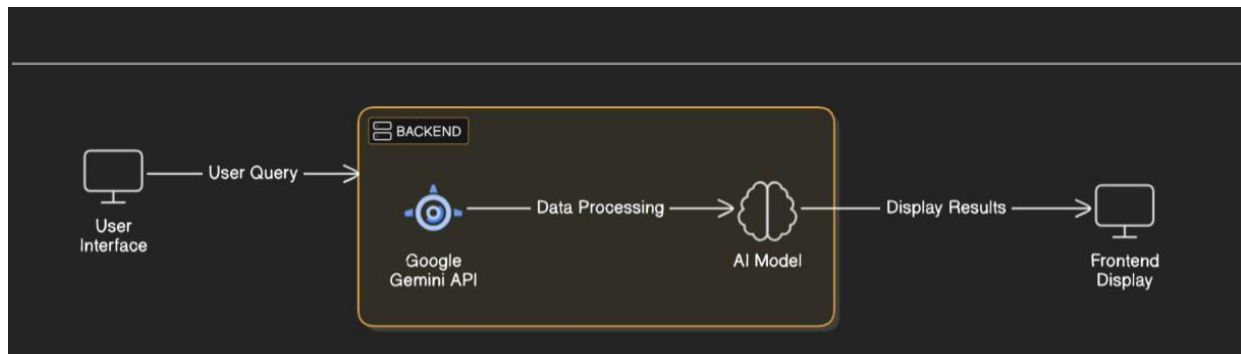 BACKEND
User Query
User
Interface
Google
Gemini API
Data Processing
AI Model
Display Results
Frontend
Display